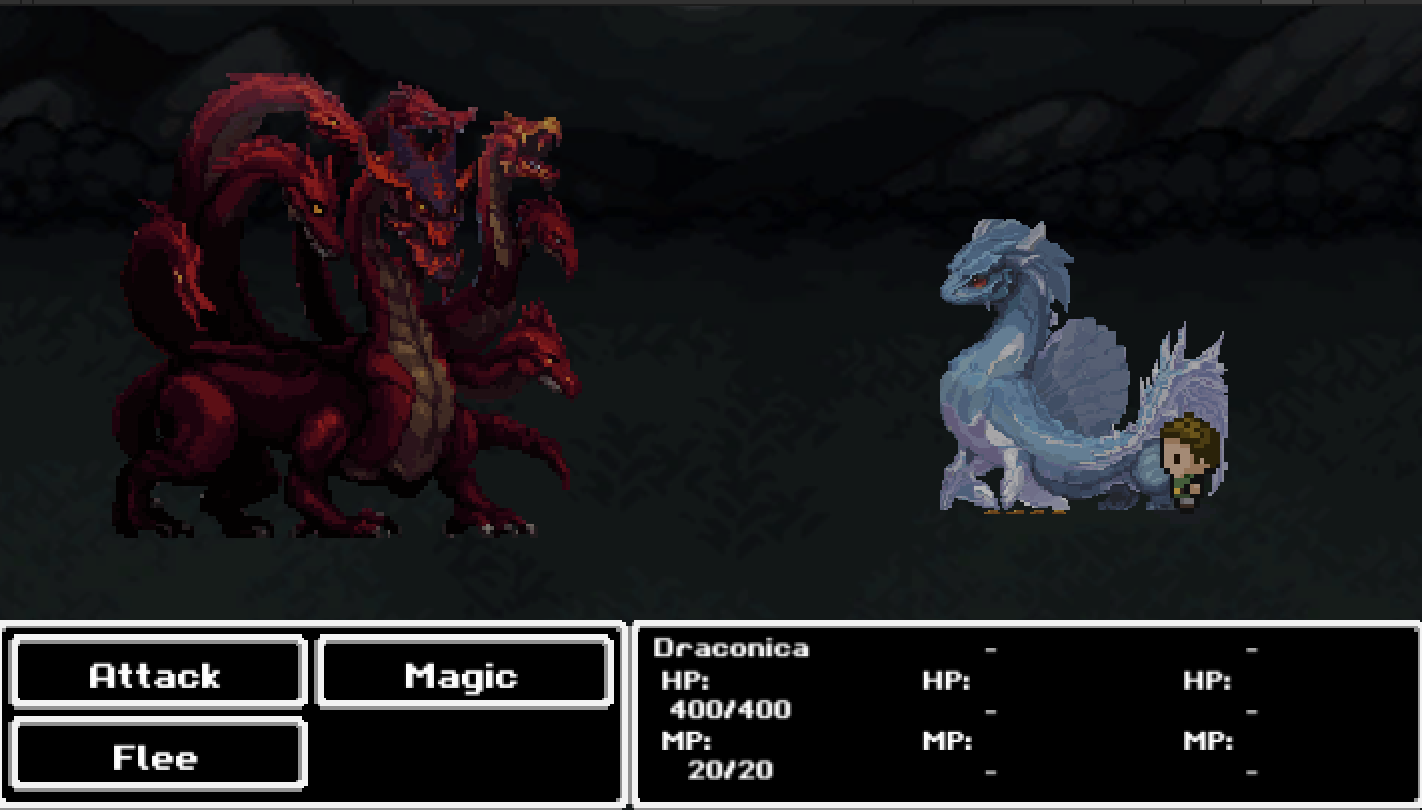 Attack
Magic
Flee
Draconica - -
HP: HP: HP:
400/400 - -
MP: MP: MP:
20/20 - -